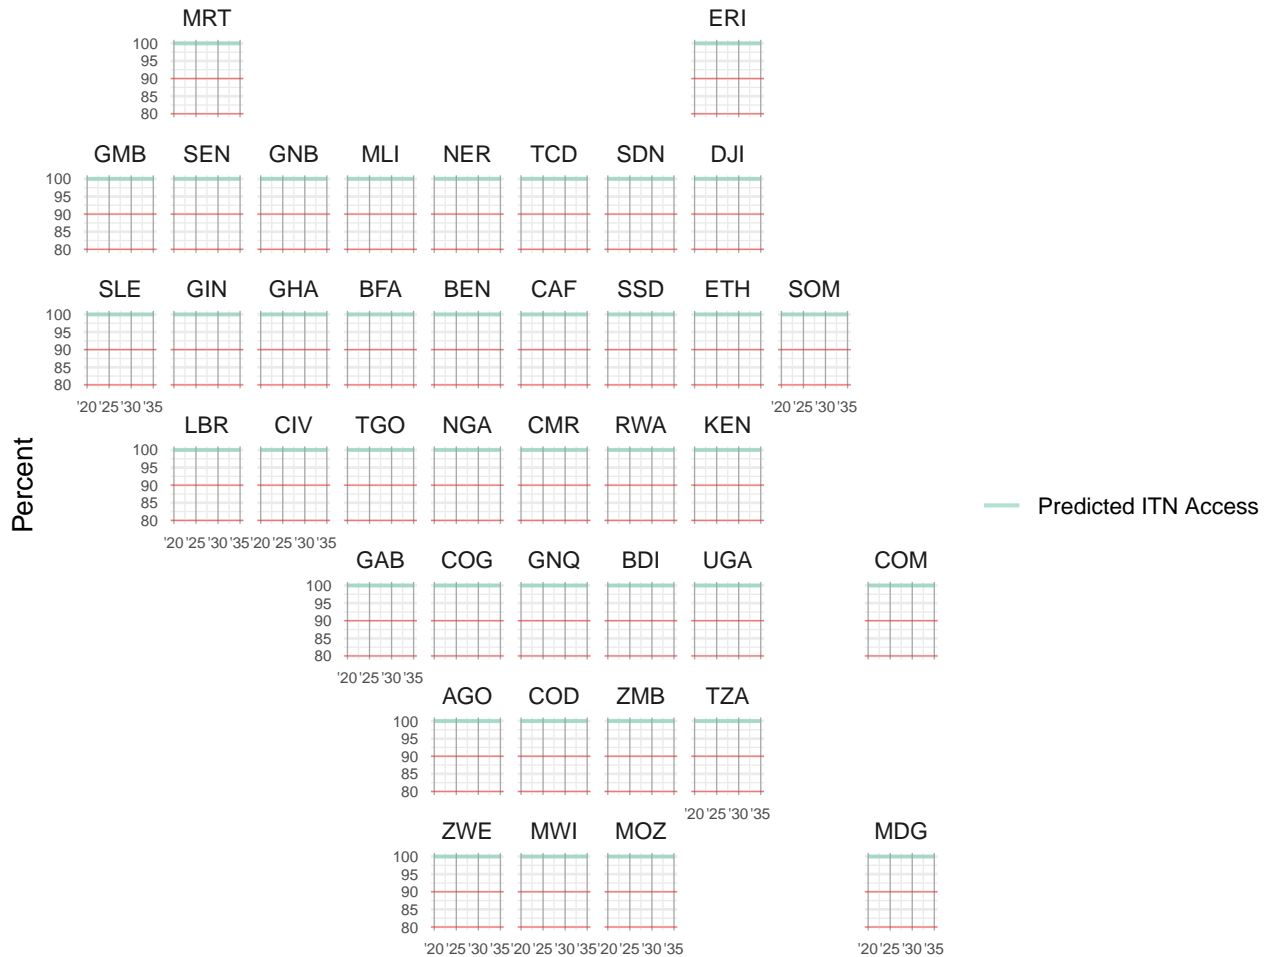 MRT ERI
100
95
90
85
80
GMB SEN GNB MLI NER TCD SDN DJI
100
95
90
85
80
SLE GIN GHA BFA BEN CAF SSD ETH SOM
100
95
90
85
80
'20 '25 '30 '35 '20 '25 '30 '35
LBR CIV TGO NGA CMR RWA KEN
100
95
90
85
80
'20 '25 '30 '35 '20 '25 '30 '35
Percent
Predicted ITN Access
GAB COG GNQ BDI UGA COM
100
95
90
85
80
'20 '25 '30 '35
AGO COD ZMB TZA
100
95
90
85
80
'20 '25 '30 '35
ZWE MWI MOZ MDG
100
95
90
85
80
'20 '25 '30 '35 '20 '25 '30 '35 '20 '25 '30 '35 '20 '25 '30 '35